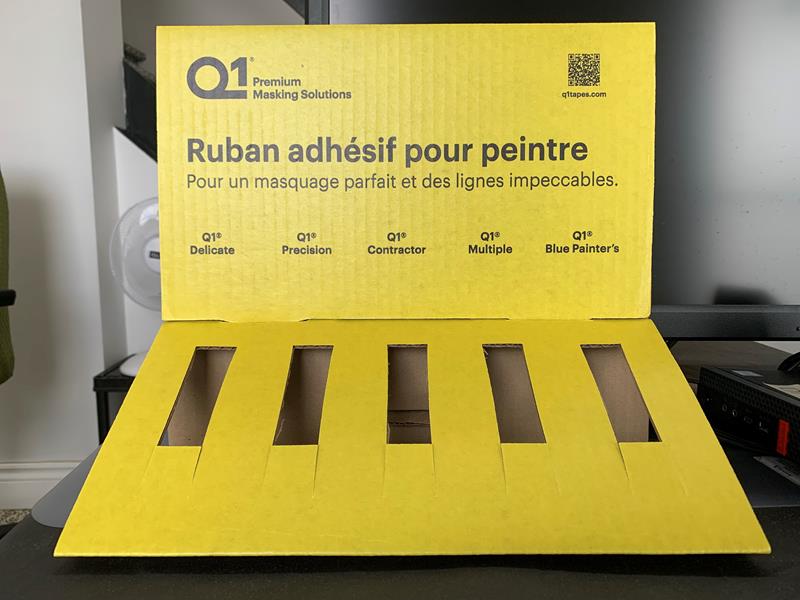 Q1®
Premium
Masking Solutions
q1tapes.com
Ruban adhésif pour peintre
Pour un masquage parfait et des lignes impeccables.
Q1®
Delicate
Q1®
Precision
Q1®
Contractor
Q1®
Multiple
Q1®
Blue Painter's